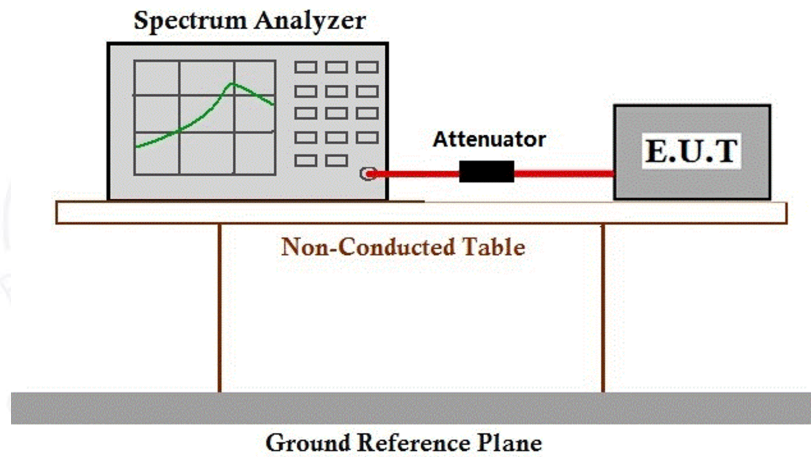 Spectrum Analyzer
Attenuator
E.U.T
Non-Conducted Table
Ground Reference Plane